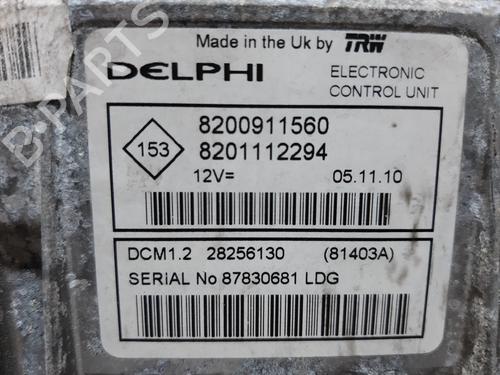 Made in the Uk by TRW
DELPHI
ELECTRONIC
CONTROL UNIT
153
8200911560
8201112294
12V=
05.11.10
DCM1.2 28256130 (81403A)
SERiAL No 87830681 LDG
B-PARTS